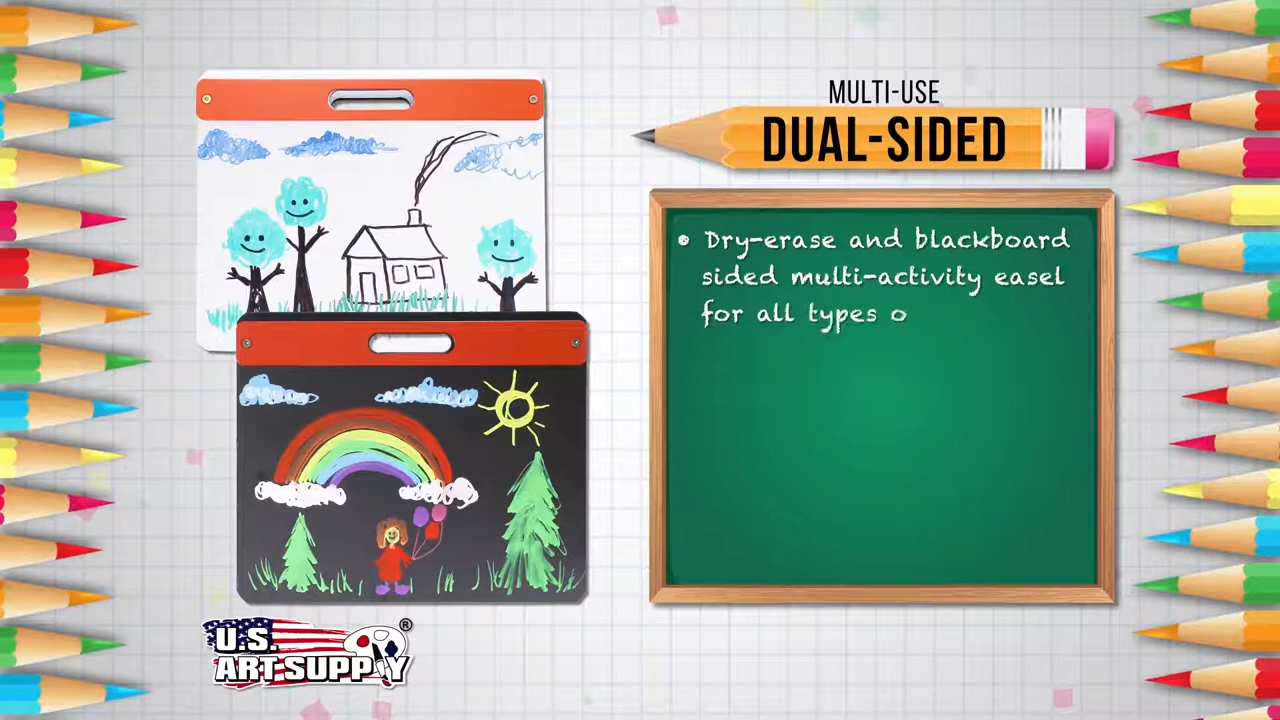 MULTI-USE
DUAL-SIDED
• Dry-erase and blackboard
sided multi-activity easel
for all types o
U.S.
ART SUPPLY®